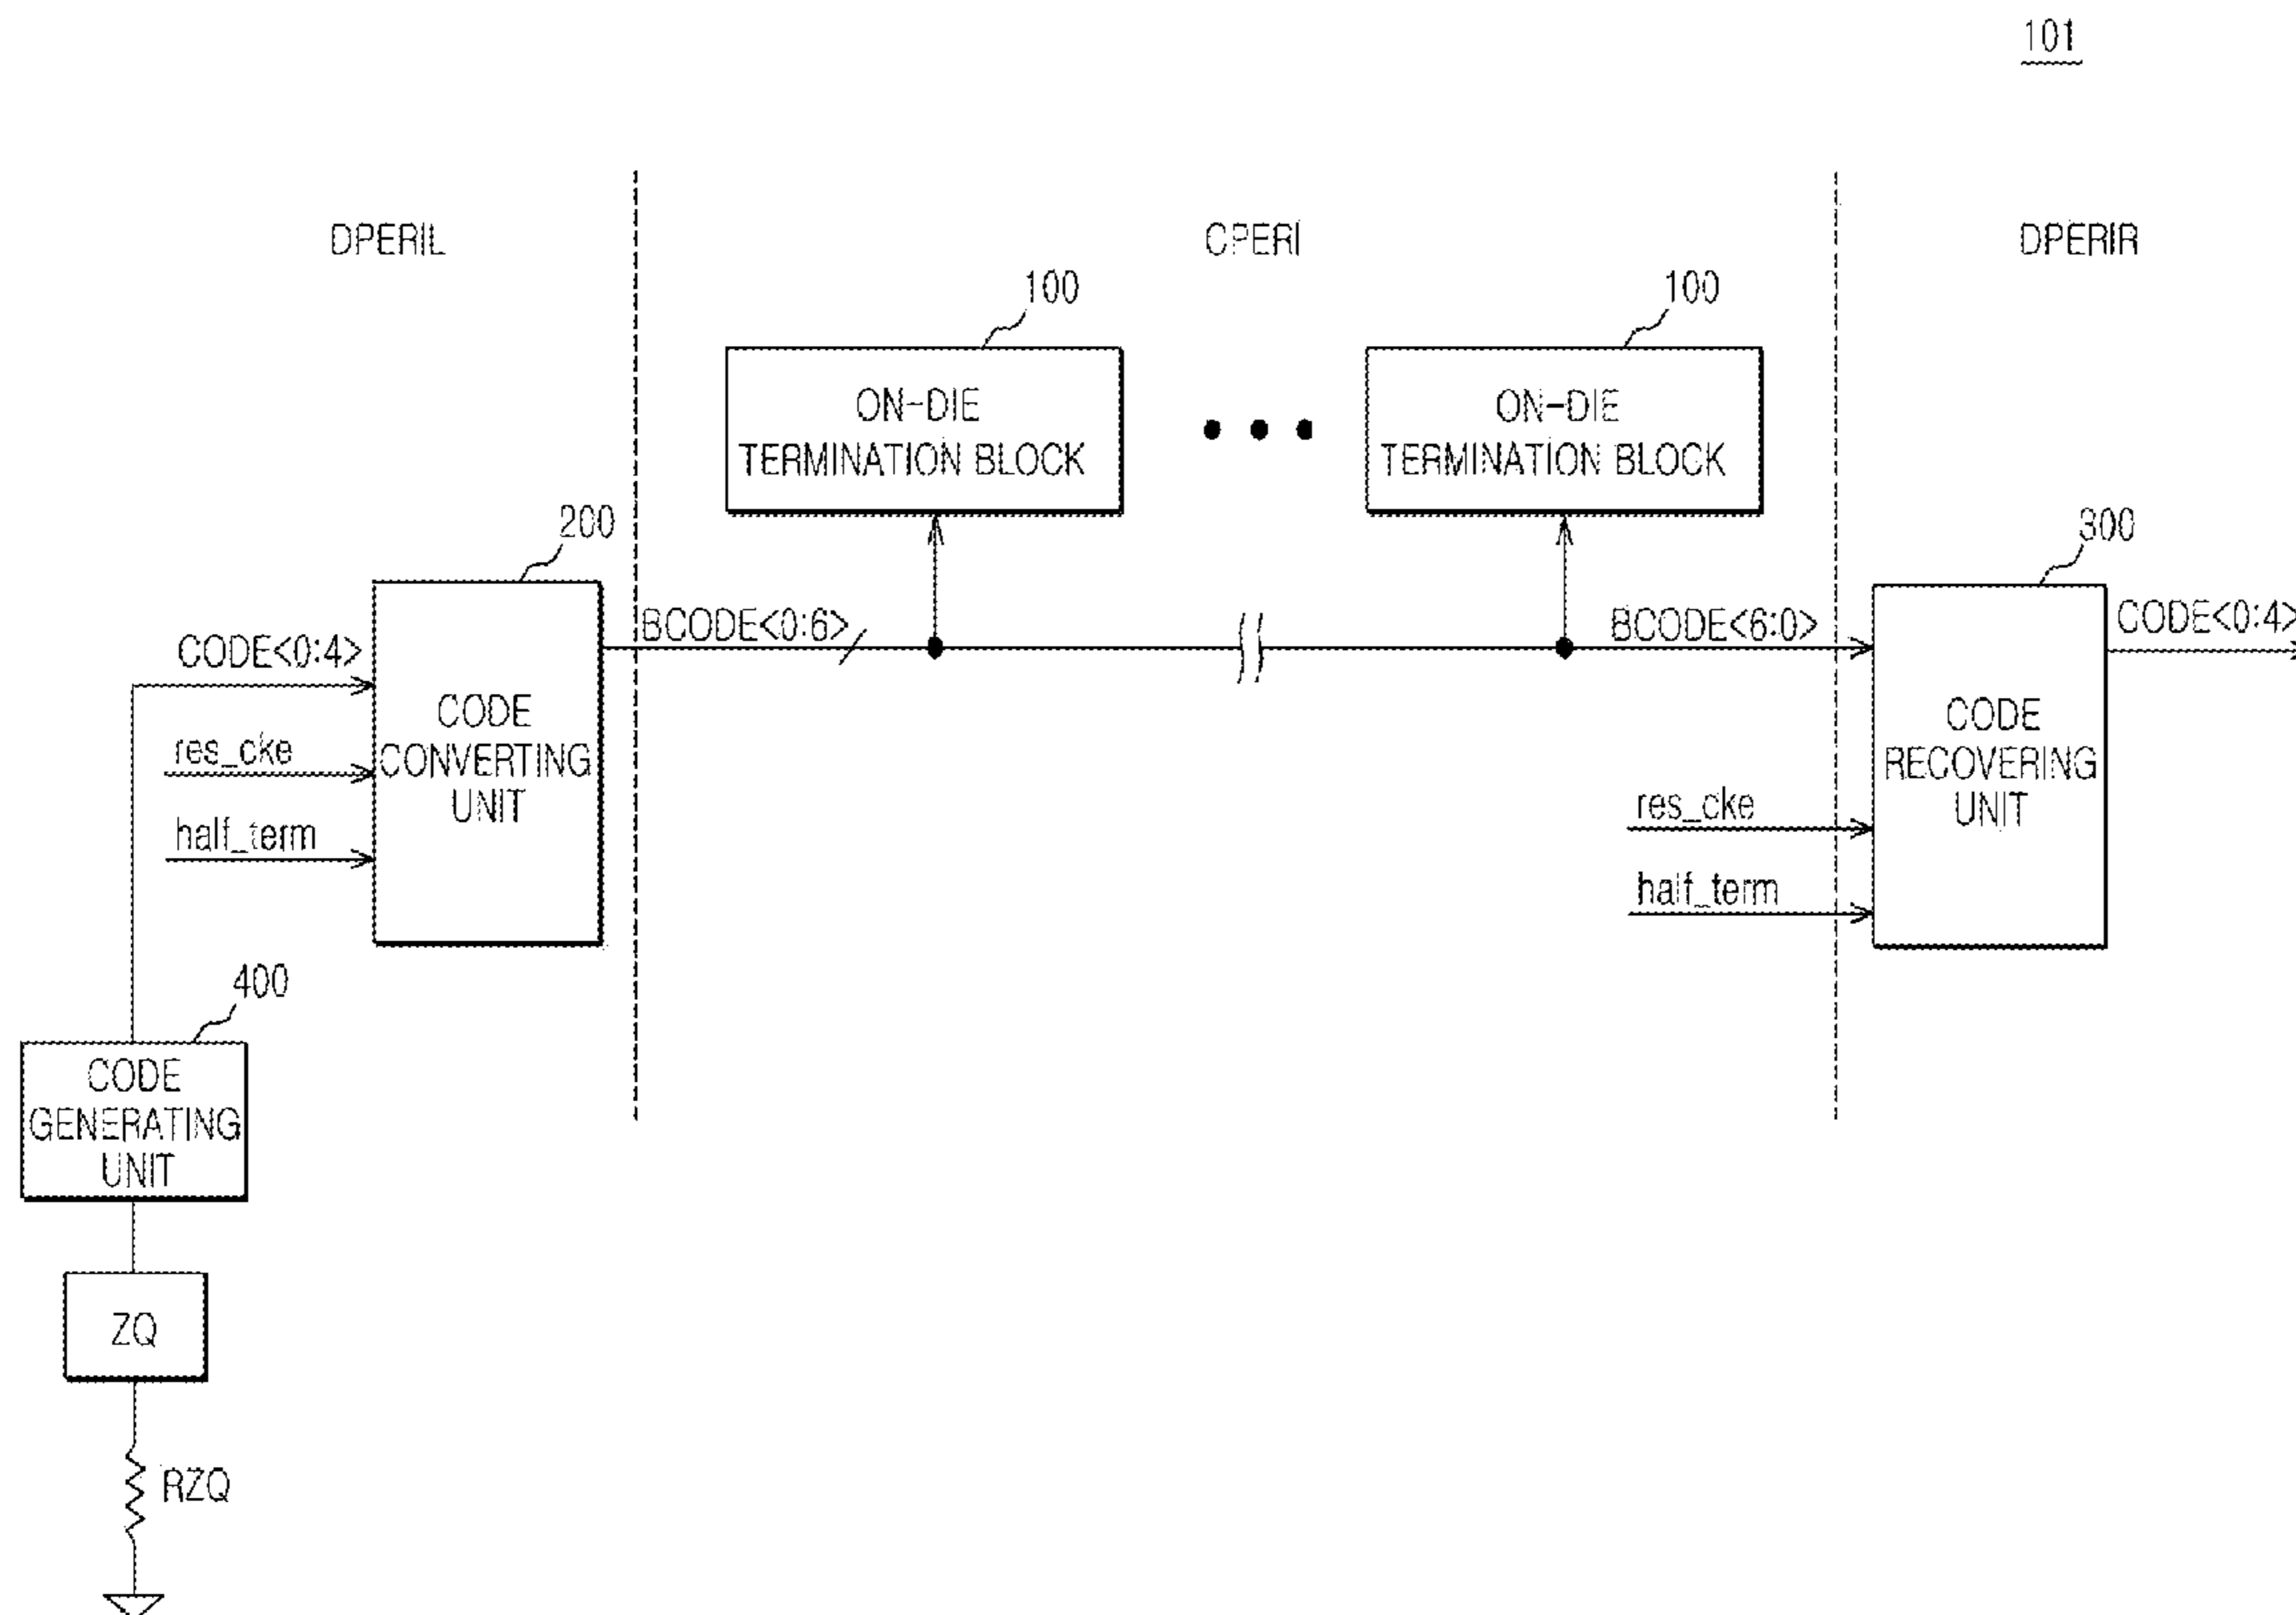 101
DPERIL
CPERI
DPERIR
100
100
ON-DIE
TERMINATION BLOCK
ON-DIE
TERMINATION BLOCK
200
300
BCODE<0:6>
BCODE<6:0>
CODE<0:4>
CODE<0:4>
CODE
CONVERTING
UNIT
res_cke
half_term
CODE
RECOVERING
UNIT
res_cke
half_term
400
CODE
GENERATING
UNIT
ZQ
RZQ